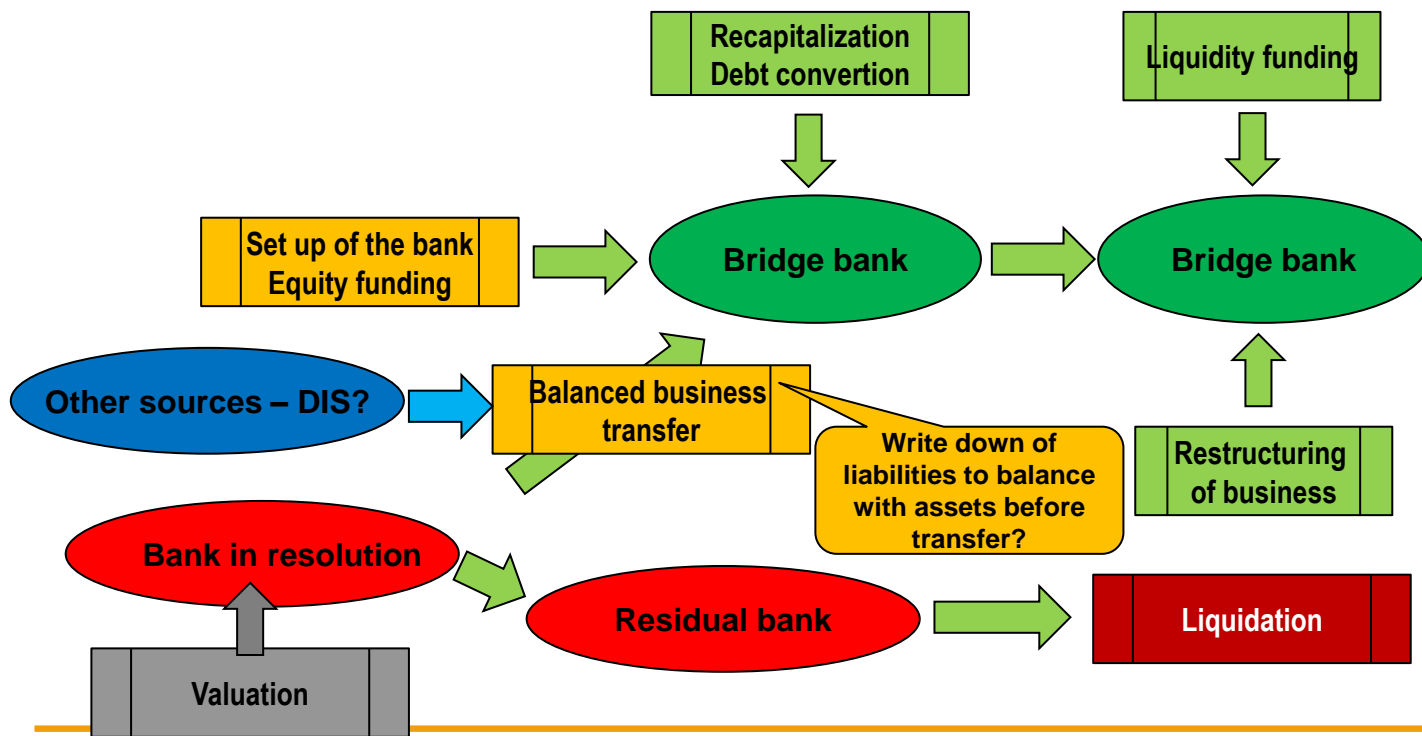 Recapitalization
Debt convertion
Liquidity funding
Set up of the bank
Equity funding
Bridge bank
Bridge bank
Other sources – DIS?
Balanced business
transfer
Write down of
liabilities to balance
with assets before
transfer?
Restructuring
of business
Bank in resolution
Residual bank
Liquidation
Valuation